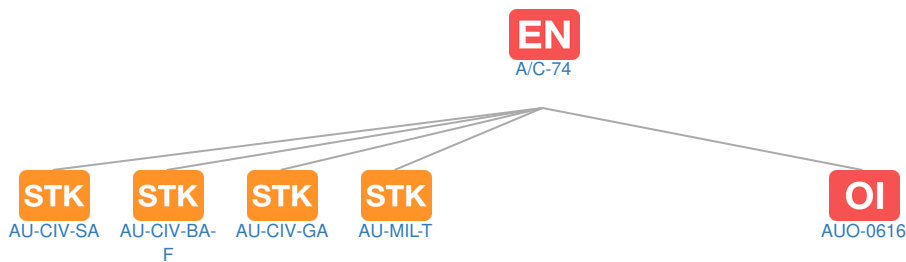 EN
A/C-74
STK STK STK STK OI
AU-CIV-SA AU-CIV-BA- AU-CIV-GA AU-MIL-T AUO-0616
F